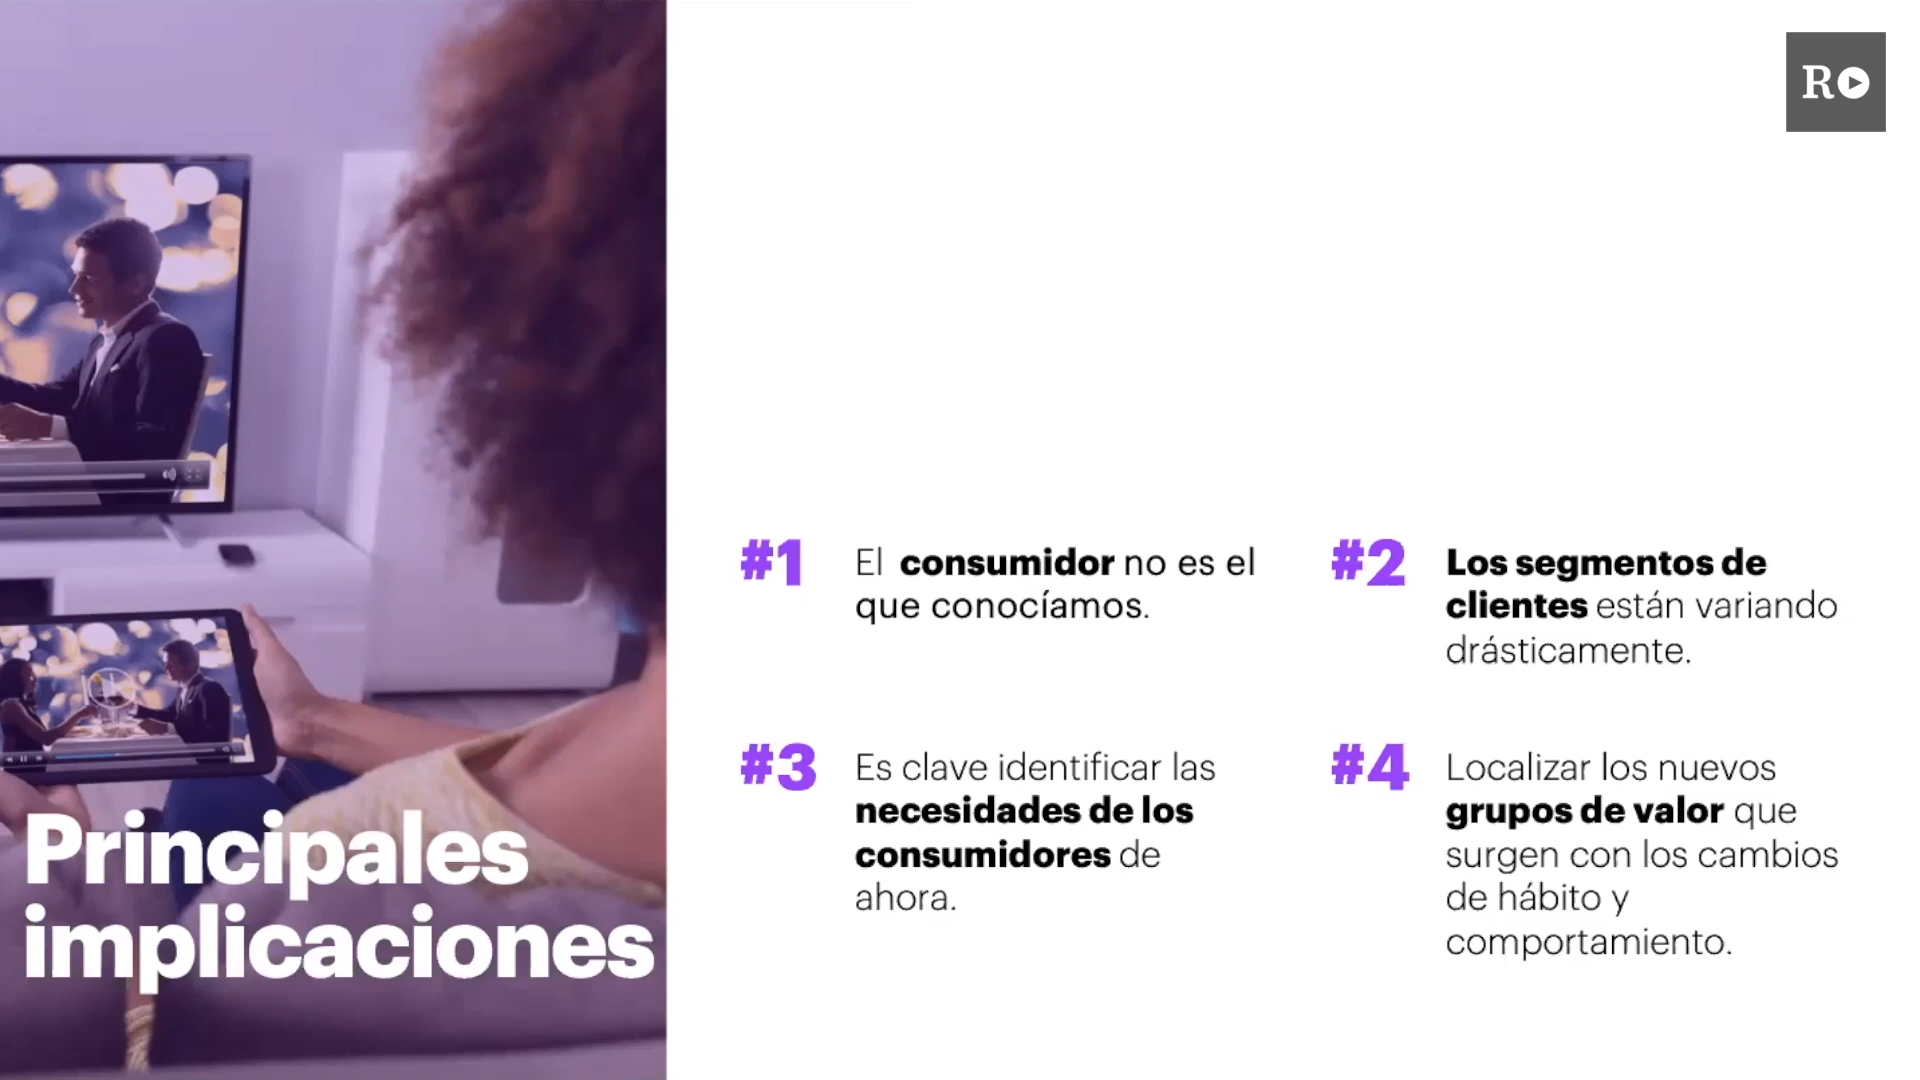 R
Principales
implicaciones
#1
El consumidor no es el
que conocíamos.
#2
Los segmentos de
clientes están variando
drásticamente.
#3
Es clave identificar las
necesidades de los
consumidores de
ahora.
#4
Localizar los nuevos
grupos de valor que
surgen con los cambios
de hábito y
comportamiento.